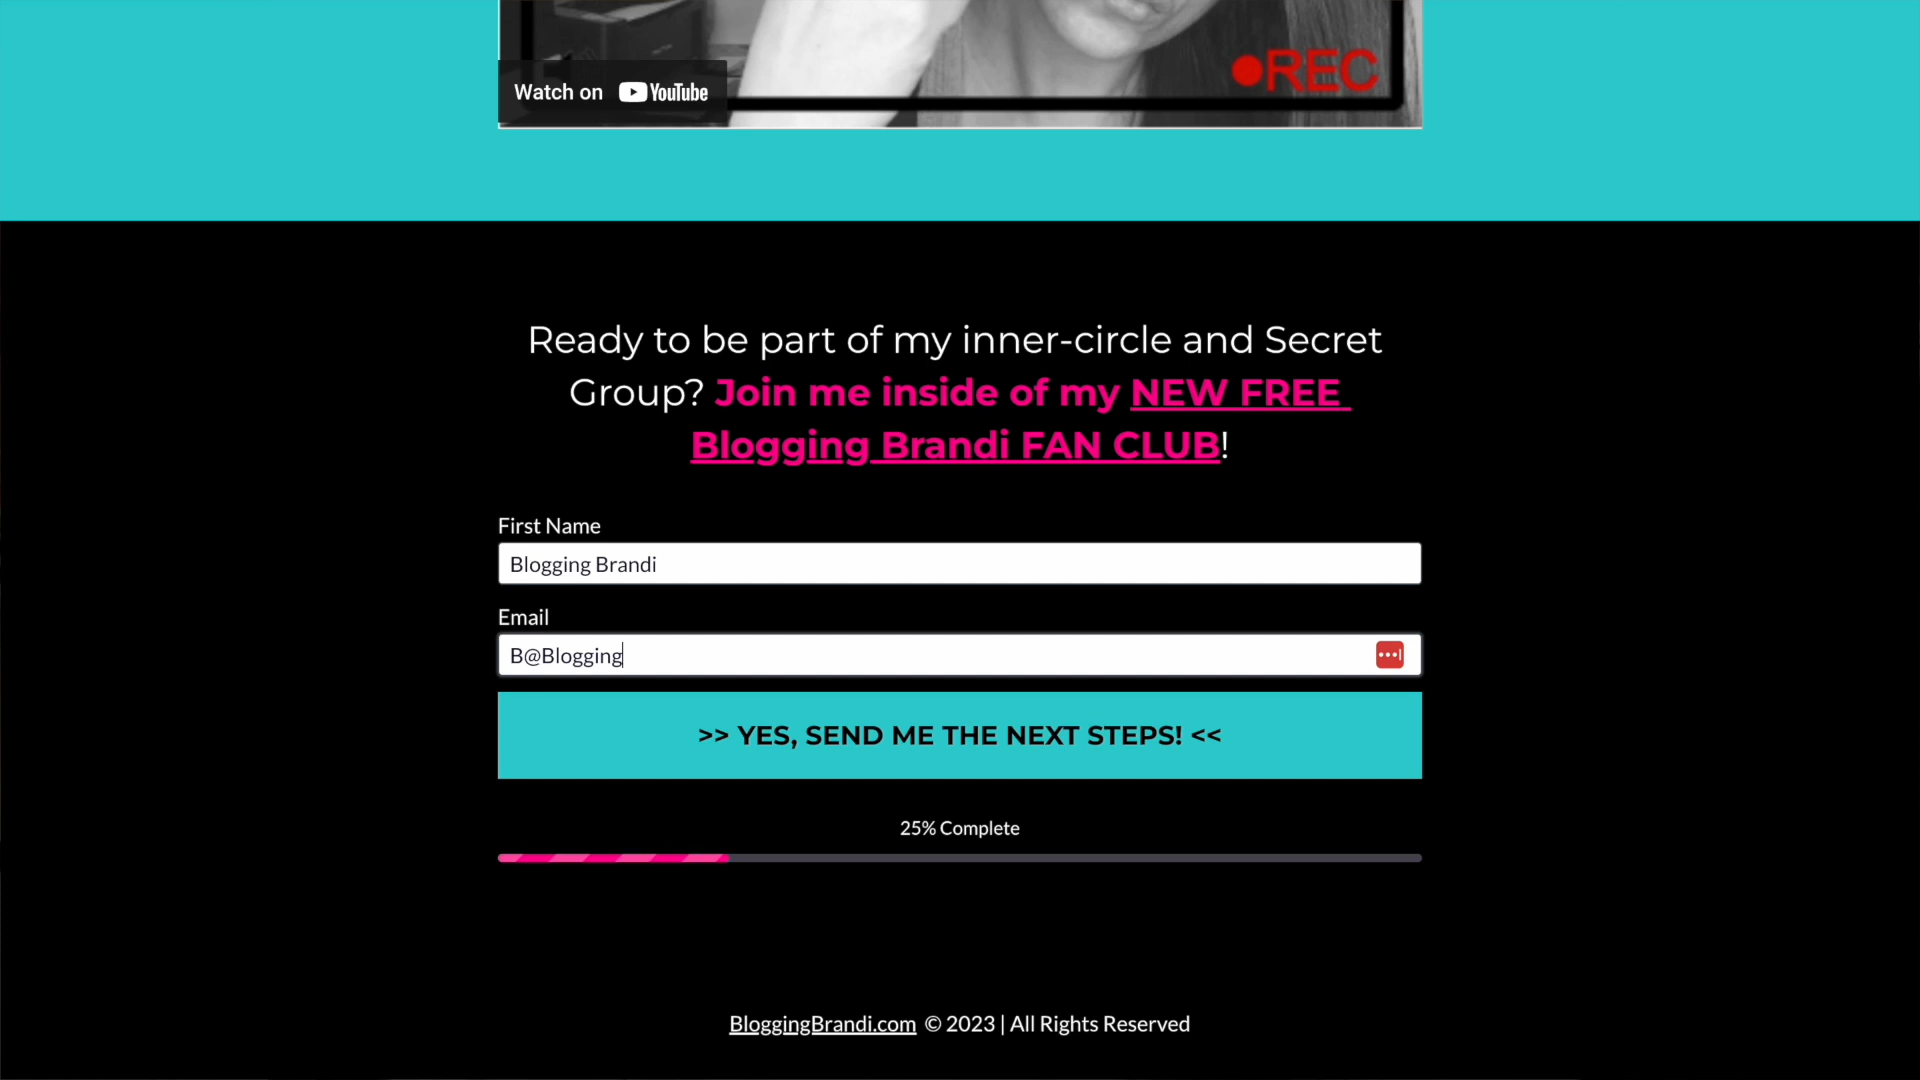 REC
Watch on YouTube
Ready to be part of my inner-circle and Secret
Group? Join me inside of my NEW FREE
Blogging Brandi FAN CLUB!
First Name
Blogging Brandi
Email
B@Blogging
>> YES, SEND ME THE NEXT STEPS! <<
25% Complete
BloggingBrandi.com © 2023 | All Rights Reserved